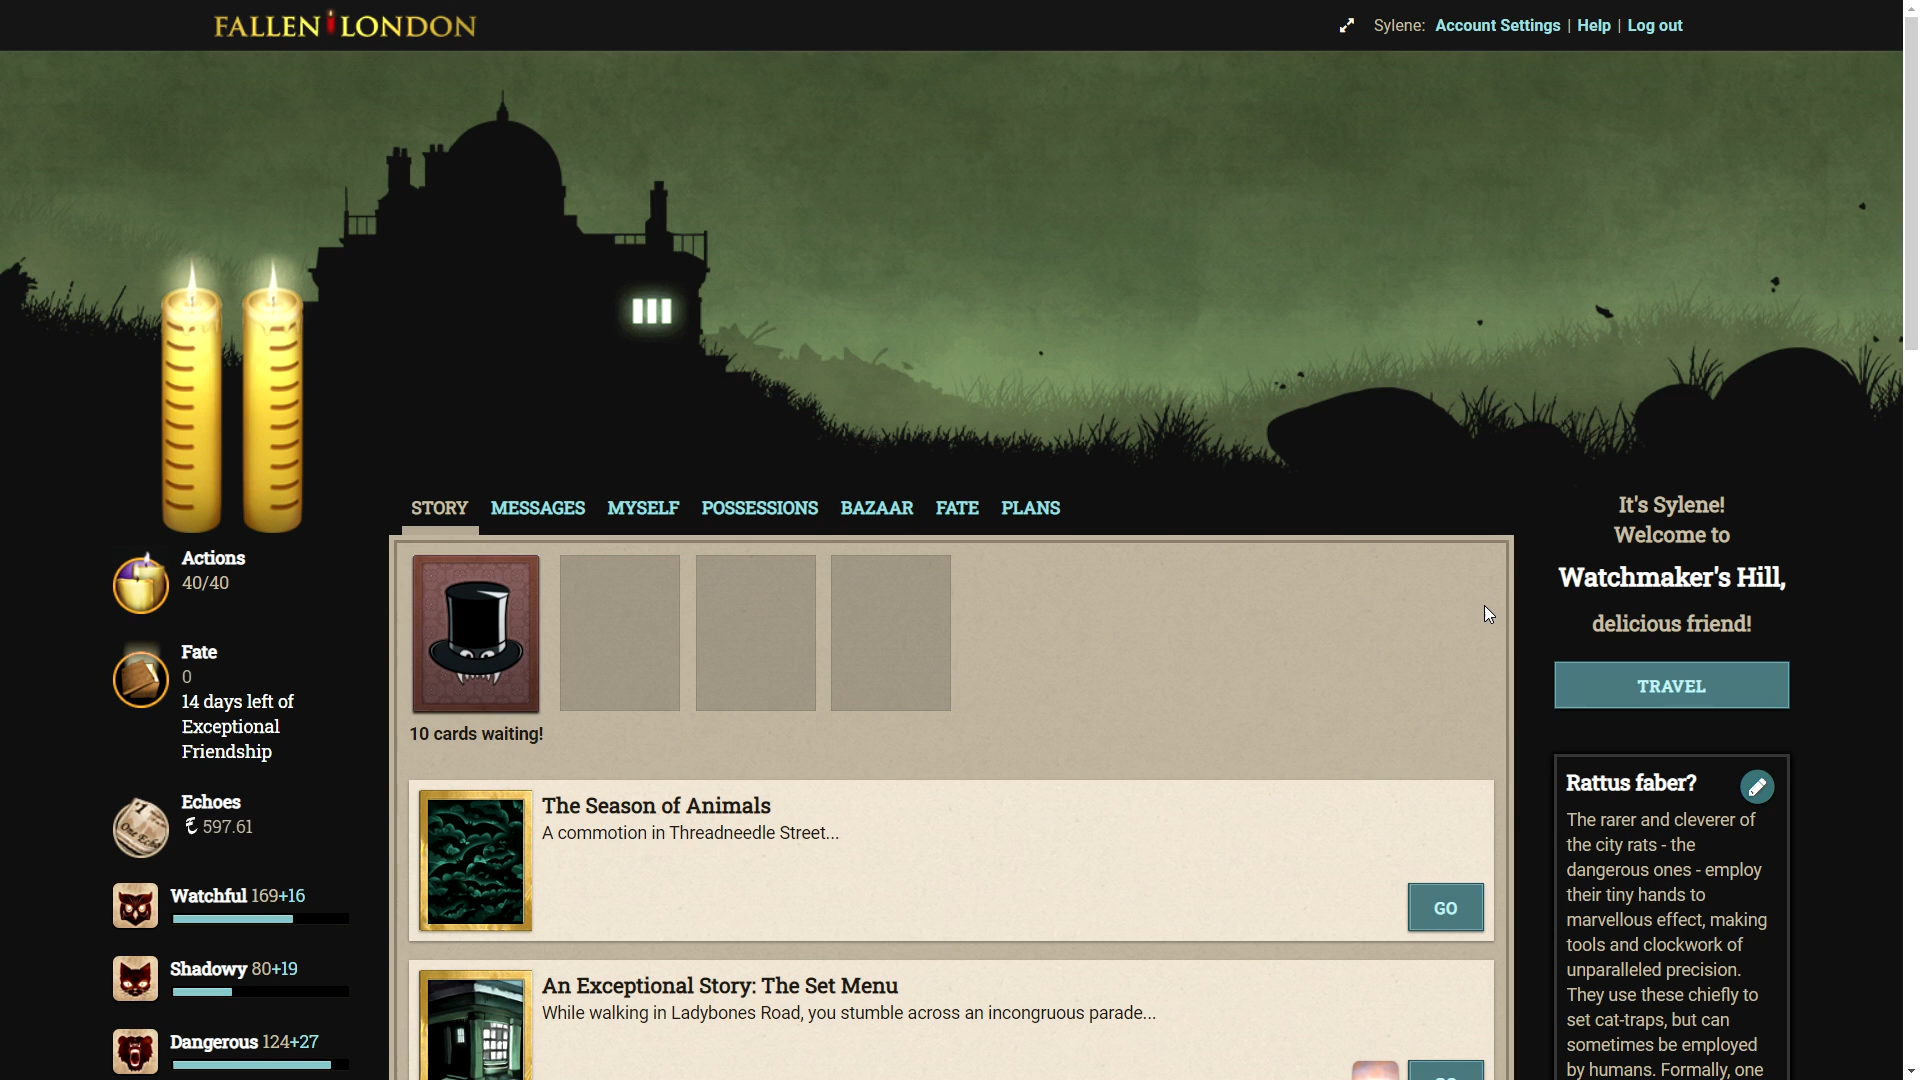 FALLEN LONDON
Sylene: Account Settings | Help | Log out
STORY MESSAGES MYSELF POSSESSIONS BAZAAR FATE PLANS
Actions
40/40
Fate
0
14 days left of
Exceptional
Friendship
Echoes
597.61
Watchful 169+16
Shadowy 80+19
Dangerous 124+27
10 cards waiting!
The Season of Animals
A commotion in Threadneedle Street...
GO
An Exceptional Story: The Set Menu
While walking in Ladybones Road, you stumble across an incongruous parade...
It's Sylene!
Welcome to
Watchmaker's Hill,
delicious friend!
TRAVEL
Rattus faber?
The rarer and cleverer of
the city rats - the
dangerous ones - employ
their tiny hands to
marvellous effect, making
tools and clockwork of
unparalleled precision.
They use these chiefly to
set cat-traps, but can
sometimes be employed
by humans. Formally, one